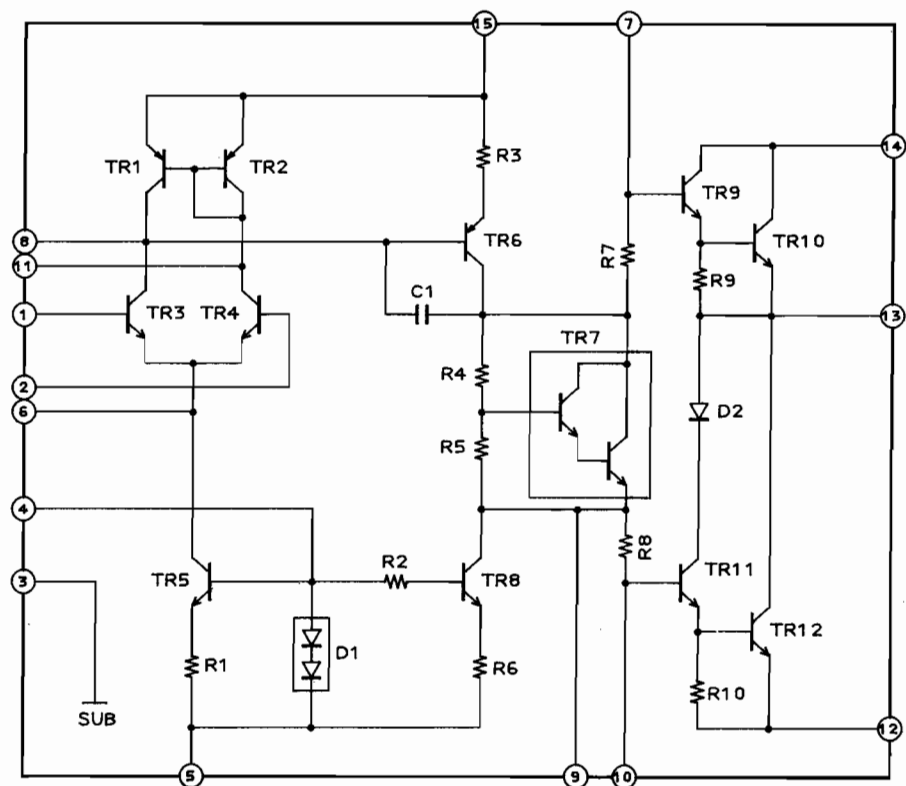 15 7
R3
14
TR1 TR2 TR9
8 TR6 TR10
R7
11 R9
C1
1 TR3 TR4 13
TR7
R4
2
D2
6
R5
4
R8
R2
TR5 TR8 TR11
3
TR12
D1
R1 R6
R10
SUB
12
5 9 10